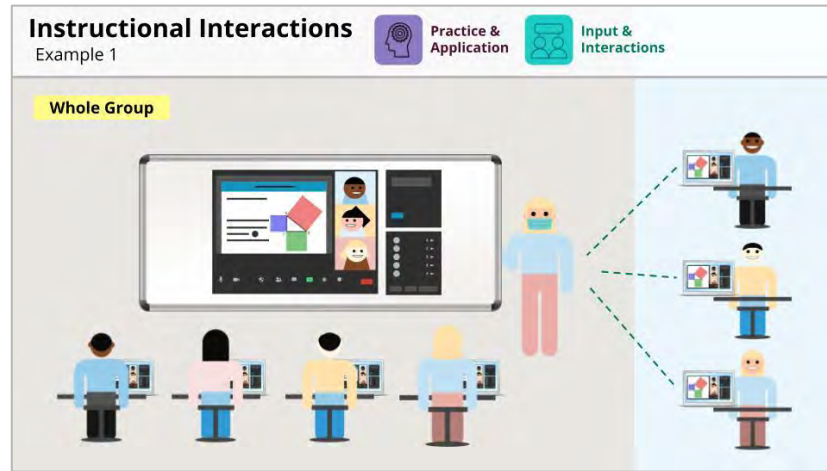 Instructional Interactions
Example 1
Practice &
Application
Input &
Interactions
Whole Group